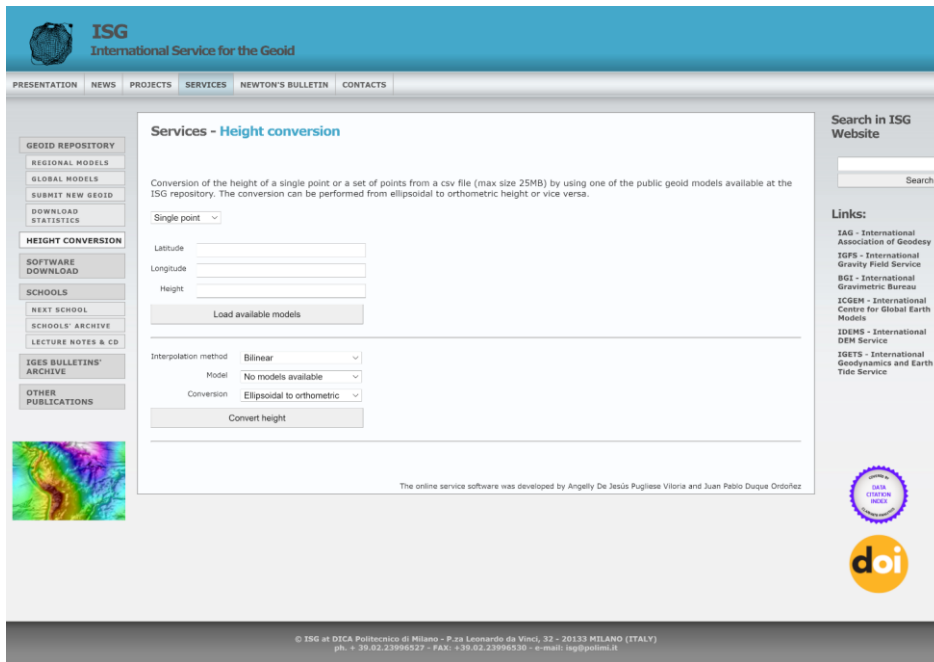 ISG
International Service for the Geoid
PRESENTATION NEWS PROJECTS SERVICES NEWTON'S BULLETIN CONTACTS
GEOID REPOSITORY
REGIONAL MODELS
GLOBAL MODELS
SUBMIT NEW GEOID
DOWNLOAD
STATISTICS
HEIGHT CONVERSION
SOFTWARE
DOWNLOAD
SCHOOLS
NEXT SCHOOL
SCHOOLS' ARCHIVE
LECTURE NOTES & CD
IGES BULLETINS'
ARCHIVE
OTHER
PUBLICATIONS
Services - Height conversion
Conversion of the height of a single point or a set of points from a csv file (max size 25MB) by using one of the public geoid models available at the
ISG repository. The conversion can be performed from ellipsoidal to orthometric height or vice versa.
Single point
Latitude
Longitude
Height
Load available models
Interpolation method Bilinear
Model No models available
Conversion Ellipsoidal to orthometric
Convert height
The online service software was developed by Angelly De Jesùs Pugliese Viloria and Juan Pablo Duque Ordoñez
Search in ISG
Website
Search
Links:
IAG - International
Association of Geodesy
IGFS - International
Gravity Field Service
BGI - International
Gravimetric Bureau
ICGEM - International
Centre for Global Earth
Models
IDEMS - International
DEM Service
IGETS - International
Geodynamics and Earth
Tide Service
DATA
CITATION
INDEX
doi
© ISG at DICA Politecnico di Milano - P.za Leonardo da Vinci, 32 - 20133 MILANO (ITALY)
ph. + 39.02.23996527 - FAX: +39.02.23996530 - e-mail: isg@polimi.it